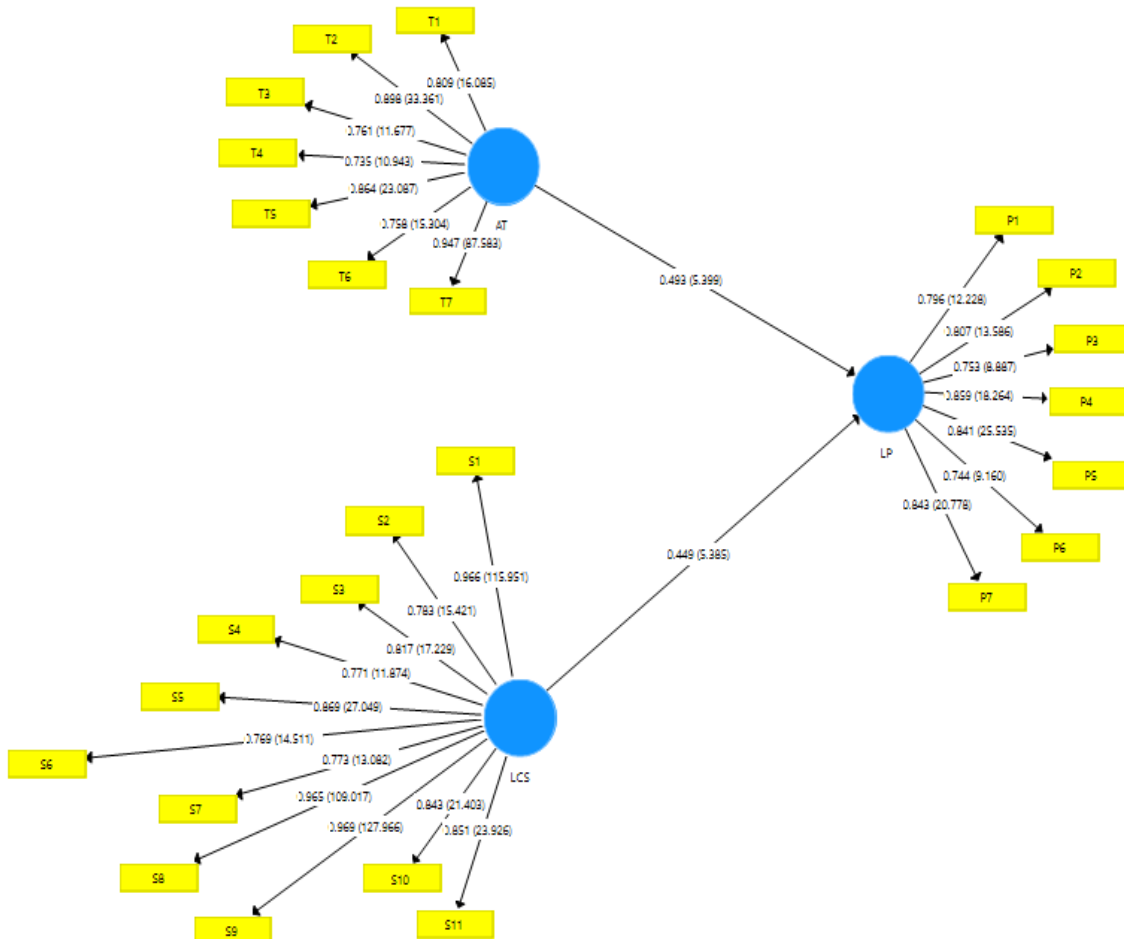 T1
T2
0.809 (16.085)
0.898 (33.361)
T3
0.761 (11.677)
T4
0.735 (10.943)
0.864 (23.087)
T5
0.758 (15.304)
AT
0.947 (87.583)
T6
T7
0.493 (5.399)
P1
P2
0.796 (12.228)
0.807 (13.586)
P3
0.753 (8.887)
0.859 (18.264)
P4
0.841 (25.535)
LP
P5
0.744 (9.160)
0.843 (20.778)
P6
P7
0.449 (5.385)
S1
S2
0.966 (115.951)
S3
0.783 (15.421)
S4
0.817 (17.229)
0.771 (11.874)
S5
0.869 (27.049)
S6
0.769 (14.511)
0.773 (13.082)
LCS
S7
0.965 (109.017)
0.843 (21.403)
0.969 (127.966)
0.851 (23.926)
S8
S10
S9
S11